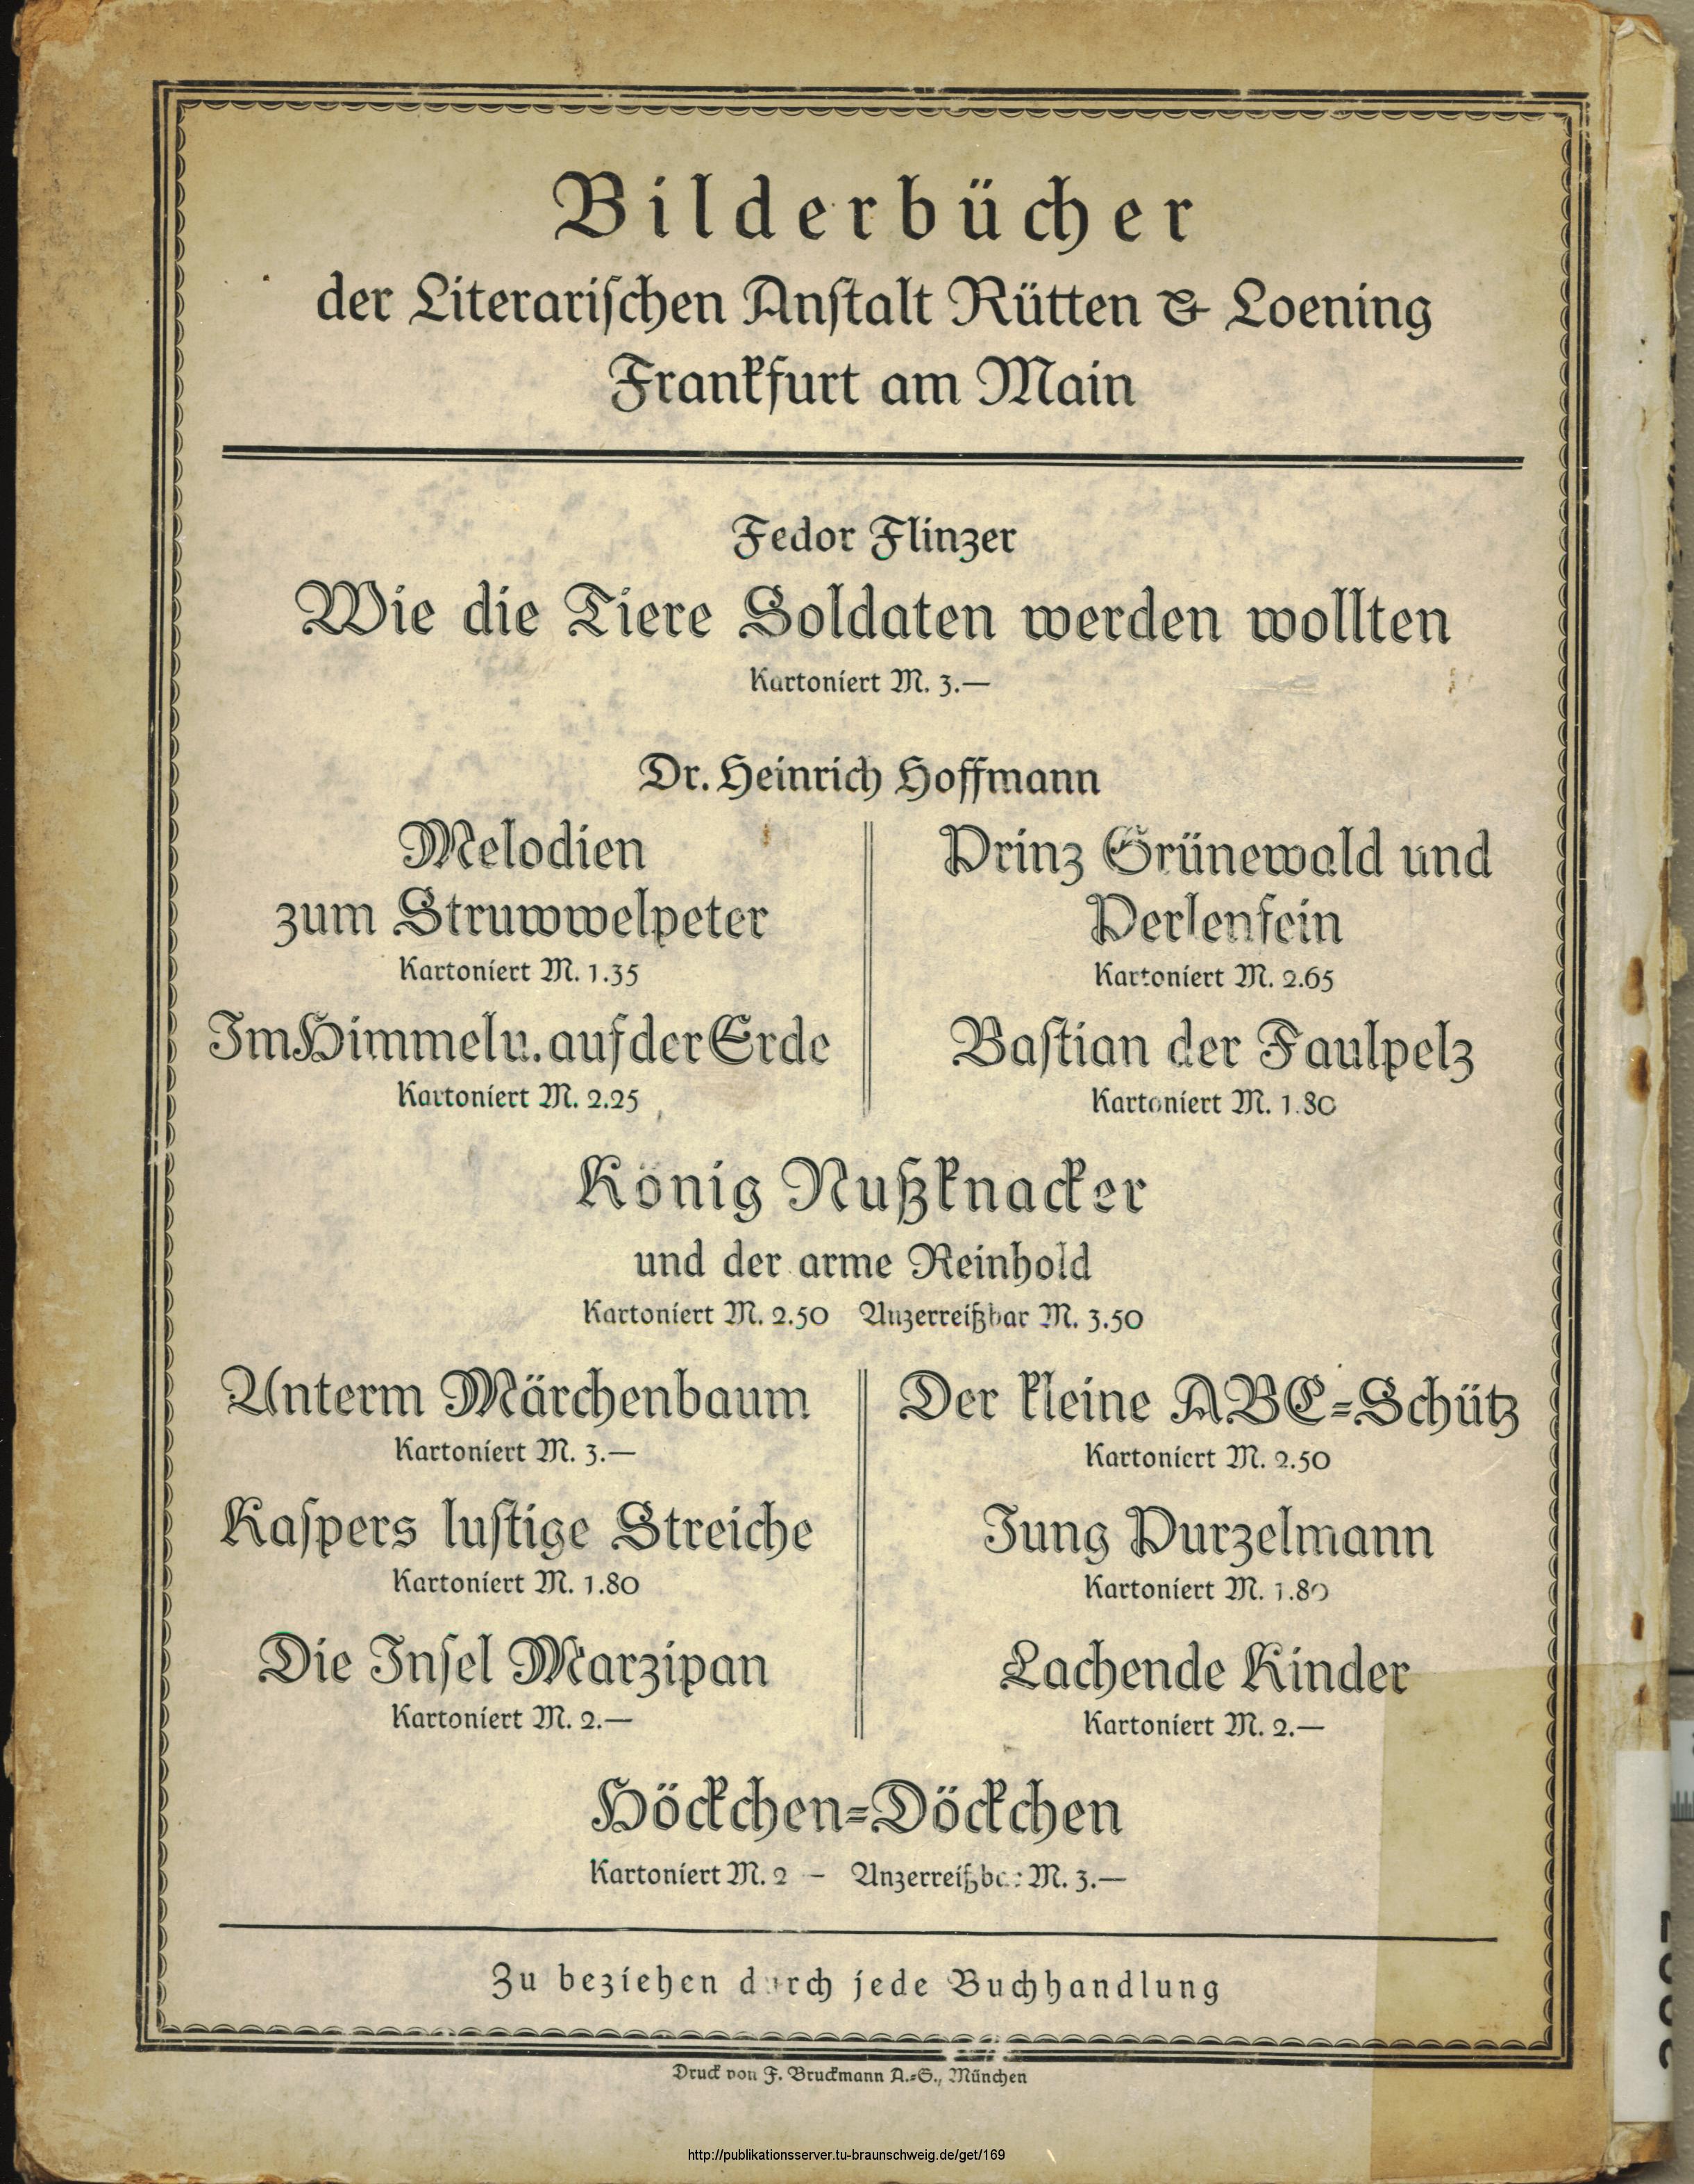 Bilderbücher
der Literarischen Anstalt Rütten & Loening
Frankfurt am Main
Fedor Flinzer
Wie die Tiere Soldaten werden wollten
Kartoniert M. 3.—
Dr. Heinrich Hoffmann
Melodien
zum Struwwelpeter
Kartoniert M. 1.35
Im Himmel u. auf der Erde
Kartoniert M. 2.25
Prinz Grünewald und
Perlenfein
Kartoniert M. 2.65
Bastian der Faulpelz
Kartoniert M. 1.80
König Nußknacker
und der arme Reinhold
Kartoniert M. 2.50 Unzerreißbar M. 3.50
Unterm Märchenbaum
Kartoniert M. 3.—
Kaspers lustige Streiche
Kartoniert M. 1.80
Die Insel Marzipan
Kartoniert M. 2.—
Der kleine ABC=Schütz
Kartoniert M. 2.50
Jung Purzelmann
Kartoniert M. 1.80
Lachende Kinder
Kartoniert M. 2.—
Höckchen=Döckchen
Kartoniert M. 2 — Unzerreißbar M. 3.—
Zu beziehen durch jede Buchhandlung
Druck von F. Bruckmann A.=G., München
http://publikationsserver.tu-braunschweig.de/get/169